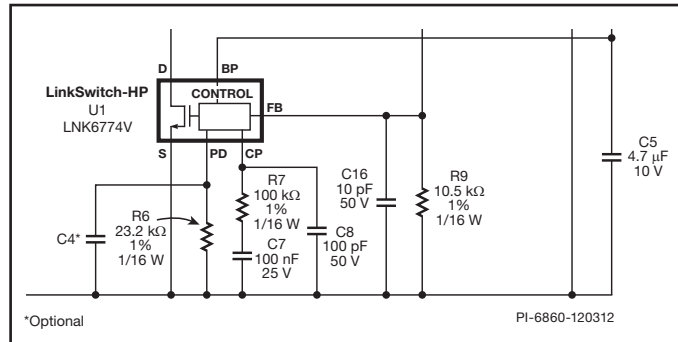 D
BP
LinkSwitch-HP
U1
LNK6774V
CONTROL
FB
S
PD
CP
C5
4.7 µF
10 V
C16
10 pF
50 V
R9
10.5 kΩ
1%
1/16 W
R7
100 kΩ
1%
1/16 W
R6
23.2 kΩ
1%
1/16 W
C4*
C8
100 pF
50 V
C7
100 nF
25 V
*Optional
PI-6860-120312